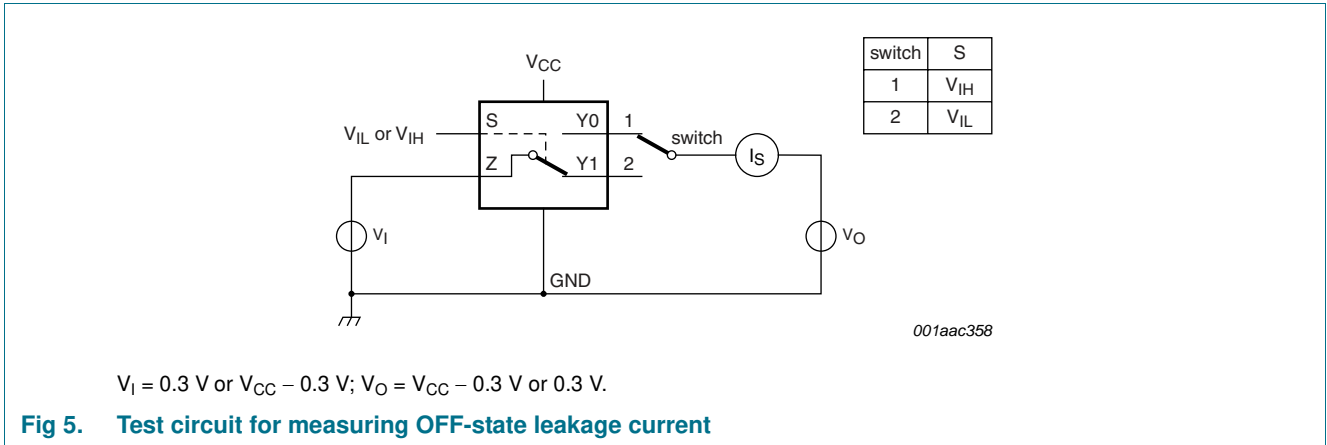 switch S
1 VIH
2 VIL
VCC
VIL or VIH
S Y0 1
switch
IS
Z Y1 2
VI
VO
GND
001aac358
VI = 0.3 V or VCC − 0.3 V; VO = VCC − 0.3 V or 0.3 V.
Fig 5. Test circuit for measuring OFF-state leakage current